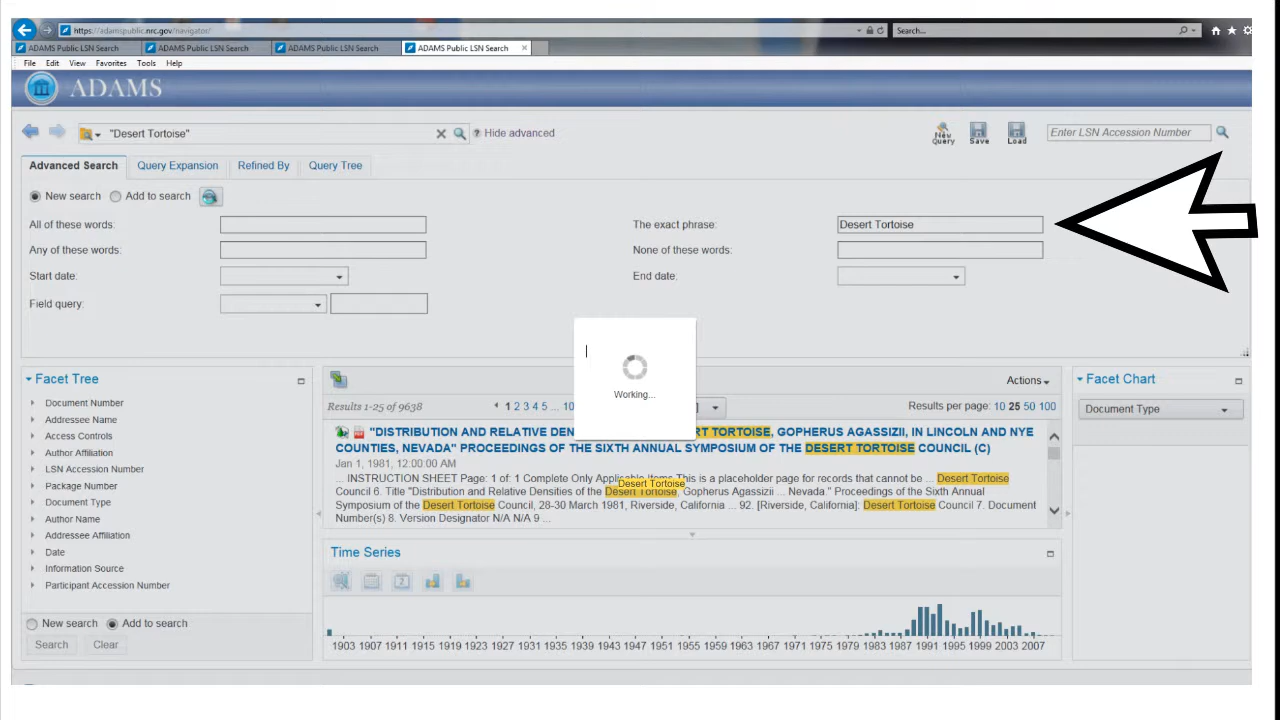 https://adamspublic.nrc.gov/navigator/
Search...
ADAMS Public LSN Search
ADAMS Public LSN Search
ADAMS Public LSN Search
ADAMS Public LSN Search
File Edit View Favorites Tools Help
ADAMS
"Desert Tortoise"
? Hide advanced
New Query
Save
Load
Enter LSN Accession Number
Advanced Search
Query Expansion
Refined By
Query Tree
New search
Add to search
All of these words:
The exact phrase:
Desert Tortoise
Any of these words:
None of these words:
Start date:
End date:
Field query:
Working...
Facet Tree
Document Number
Addressee Name
Access Controls
Author Affiliation
LSN Accession Number
Package Number
Document Type
Author Name
Addressee Affiliation
Date
Information Source
Participant Accession Number
New search
Add to search
Search
Clear
Actions
Results 1-25 of 9638
1 2 3 4 5 ... 10
Results per page: 10 25 50 100
"DISTRIBUTION AND RELATIVE DEN RT TORTOISE, GOPHERUS AGASSIZII, IN LINCOLN AND NYE
COUNTIES, NEVADA" PROCEEDINGS OF THE SIXTH ANNUAL SYMPOSIUM OF THE DESERT TORTOISE COUNCIL (C)
Jan 1, 1981, 12:00:00 AM
... INSTRUCTION SHEET Page: 1 of: 1 Complete Only Applicable Items This is a placeholder page for records that cannot be ... Desert Tortoise
Desert Tortoise
Council 6. Title "Distribution and Relative Densities of the Desert Tortoise, Gopherus Agassizii ... Nevada." Proceedings of the Sixth Annual
Symposium of the Desert Tortoise Council, 28-30 March 1981, Riverside, California ... 92. [Riverside, California]: Desert Tortoise Council 7. Document
Number(s) 8. Version Designator N/A N/A 9 ...
Time Series
1903 1907 1911 1915 1919 1923 1927 1931 1935 1939 1943 1947 1951 1955 1959 1963 1967 1971 1975 1979 1983 1987 1991 1995 1999 2003 2007
Facet Chart
Document Type